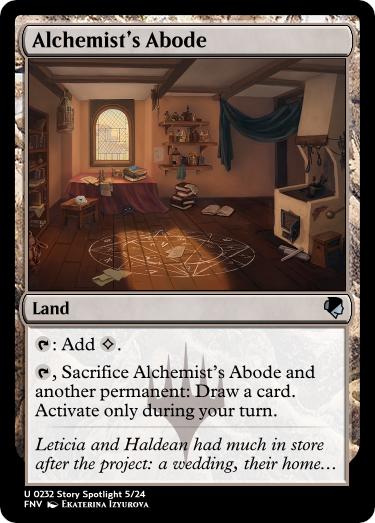 Alchemist's Abode
Land
: Add .
, Sacrifice Alchemist's Abode and
another permanent: Draw a card.
Activate only during your turn.
Leticia and Haldean had much in store
after the project: a wedding, their home…
U 0232 Story Spotlight 5/24
FNV Ekaterina Izyurova